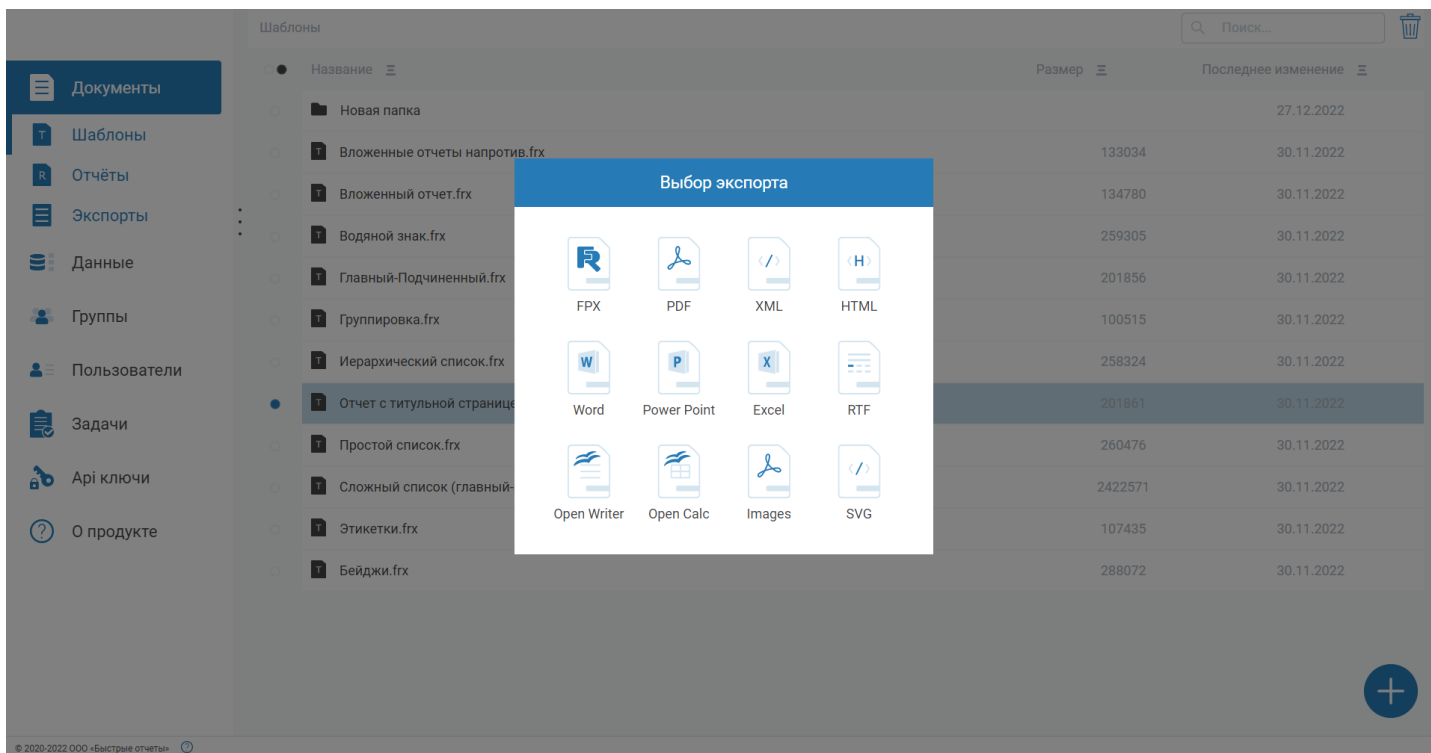 Шаблоны
Поиск...
Название
Размер
Последнее изменение
Документы
Шаблоны
Отчёты
Экспорты
Данные
Группы
Пользователи
Задачи
Api ключи
О продукте
Новая папка 27.12.2022
T Вложенные отчеты напротив.frx 133034 30.11.2022
T Вложенный отчет.frx 134780 30.11.2022
T Водяной знак.frx 259305 30.11.2022
T Главный-Подчиненный.frx 201856 30.11.2022
T Группировка.frx 100515 30.11.2022
T Иерархический список.frx 258324 30.11.2022
T Отчет с титульной странице 201861 30.11.2022
T Простой список.frx 260476 30.11.2022
T Сложный список (главный- 2422571 30.11.2022
T Этикетки.frx 107435 30.11.2022
T Бейджи.frx 288072 30.11.2022
Выбор экспорта
FPX PDF XML HTML
Word Power Point Excel RTF
Open Writer Open Calc Images SVG
© 2020-2022 ООО «Быстрые отчеты»